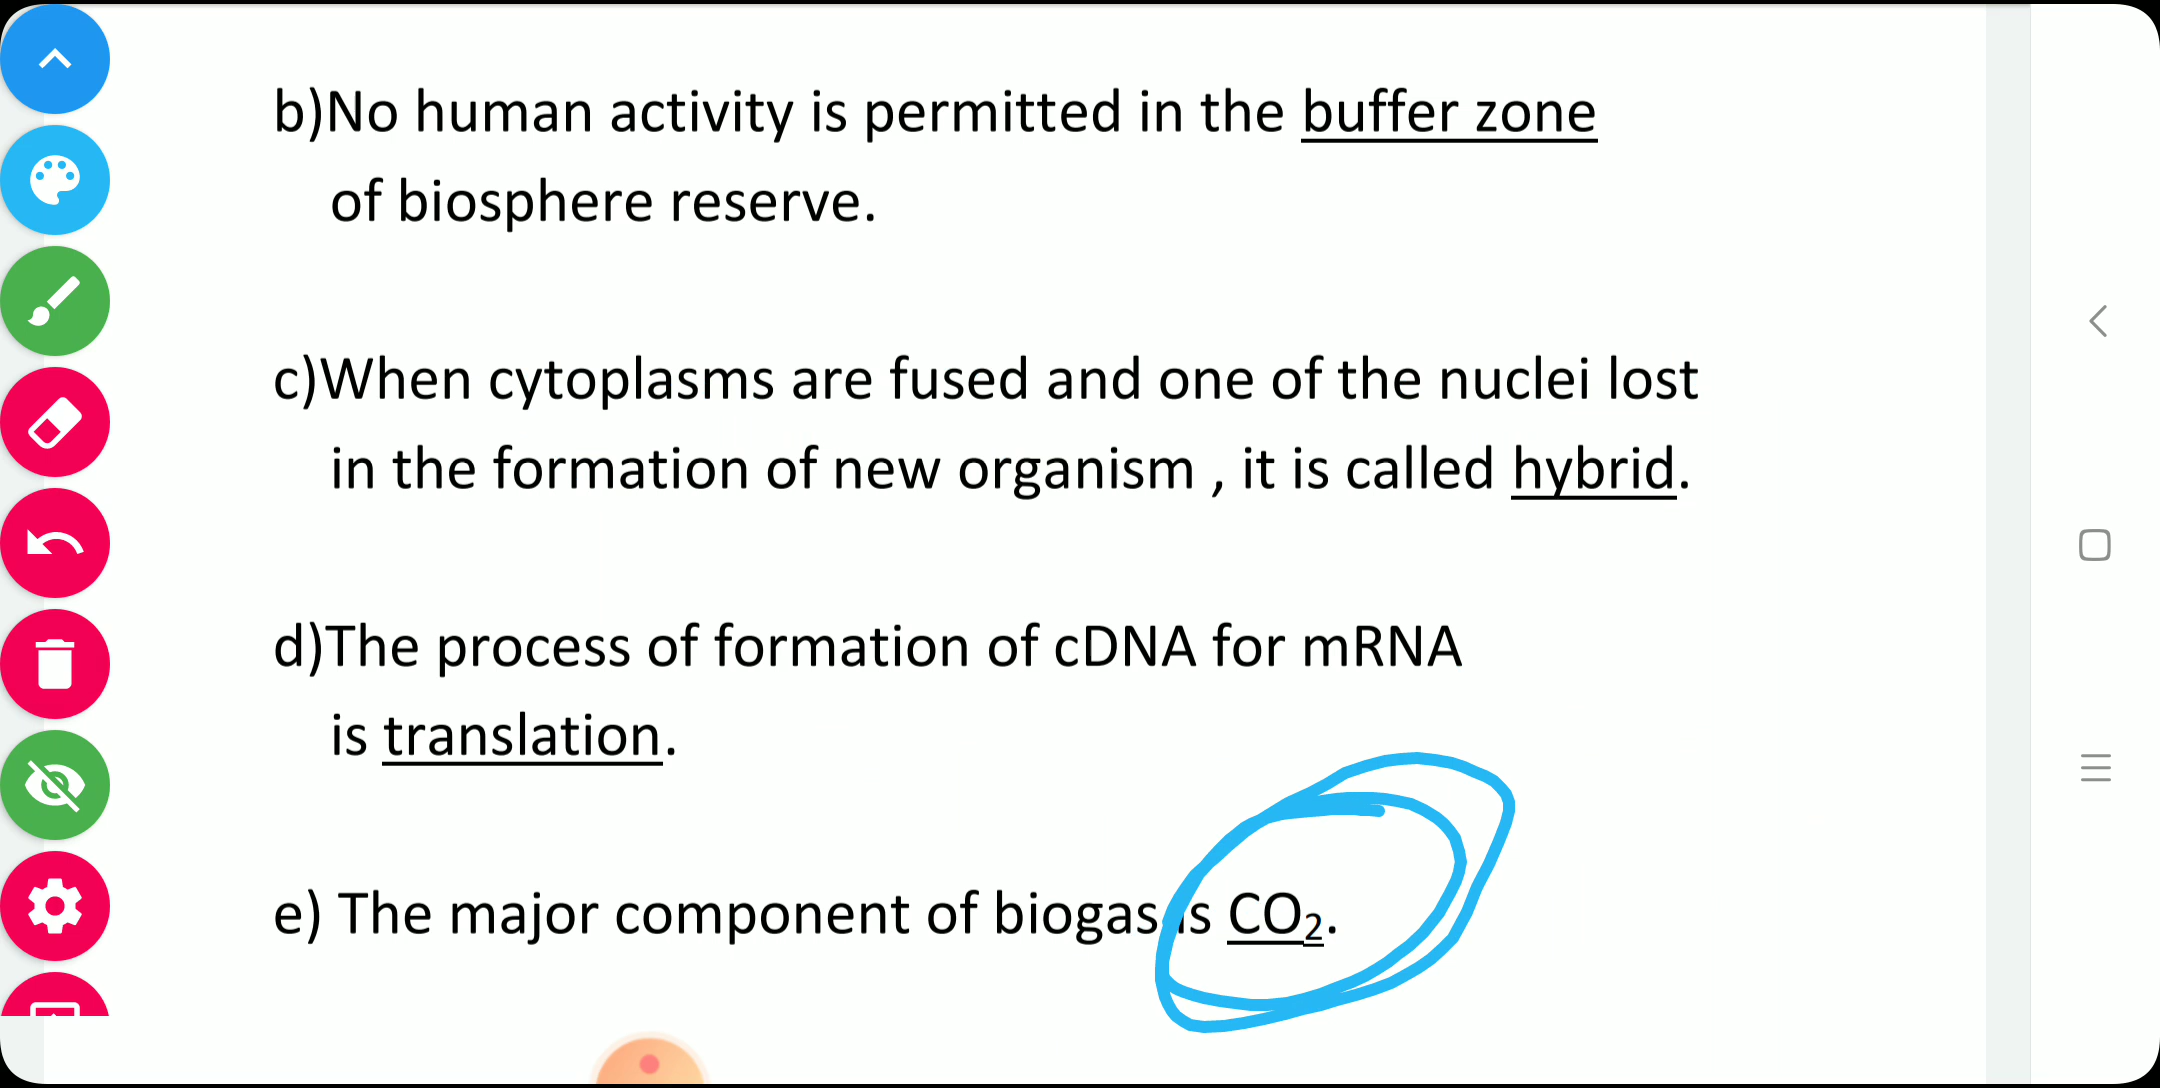 b)No human activity is permitted in the buffer zone
of biosphere reserve.
c)When cytoplasms are fused and one of the nuclei lost
in the formation of new organism , it is called hybrid.
d)The process of formation of cDNA for mRNA
is translation.
e) The major component of biogas is CO₂.